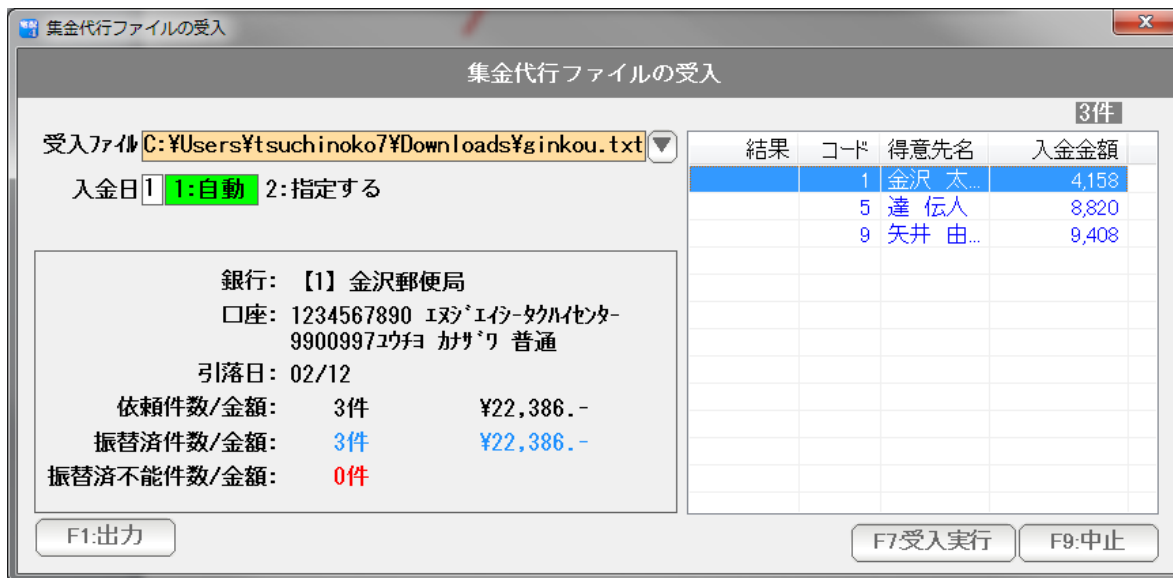 集金代行ファイルの受入
集金代行ファイルの受入
3件
受入ファイル C:¥Users¥tsuchinoko7¥Downloads¥ginkou.txt
入金日 1 1:自動 2:指定する
結果 コード 得意先名 入金金額
1 金沢 太... 4,158
5 達 伝人 8,820
9 矢井 由... 9,408
銀行: 【1】金沢郵便局
口座: 1234567890  エヌジエイシータクハイセンター
9900997ユウチヨ カナザワ 普通
引落日: 02/12
依頼件数/金額: 3件 ¥22,386.-
振替済件数/金額: 3件 ¥22,386.-
振替済不能件数/金額: 0件
F1:出力
F7:受入実行
F9:中止